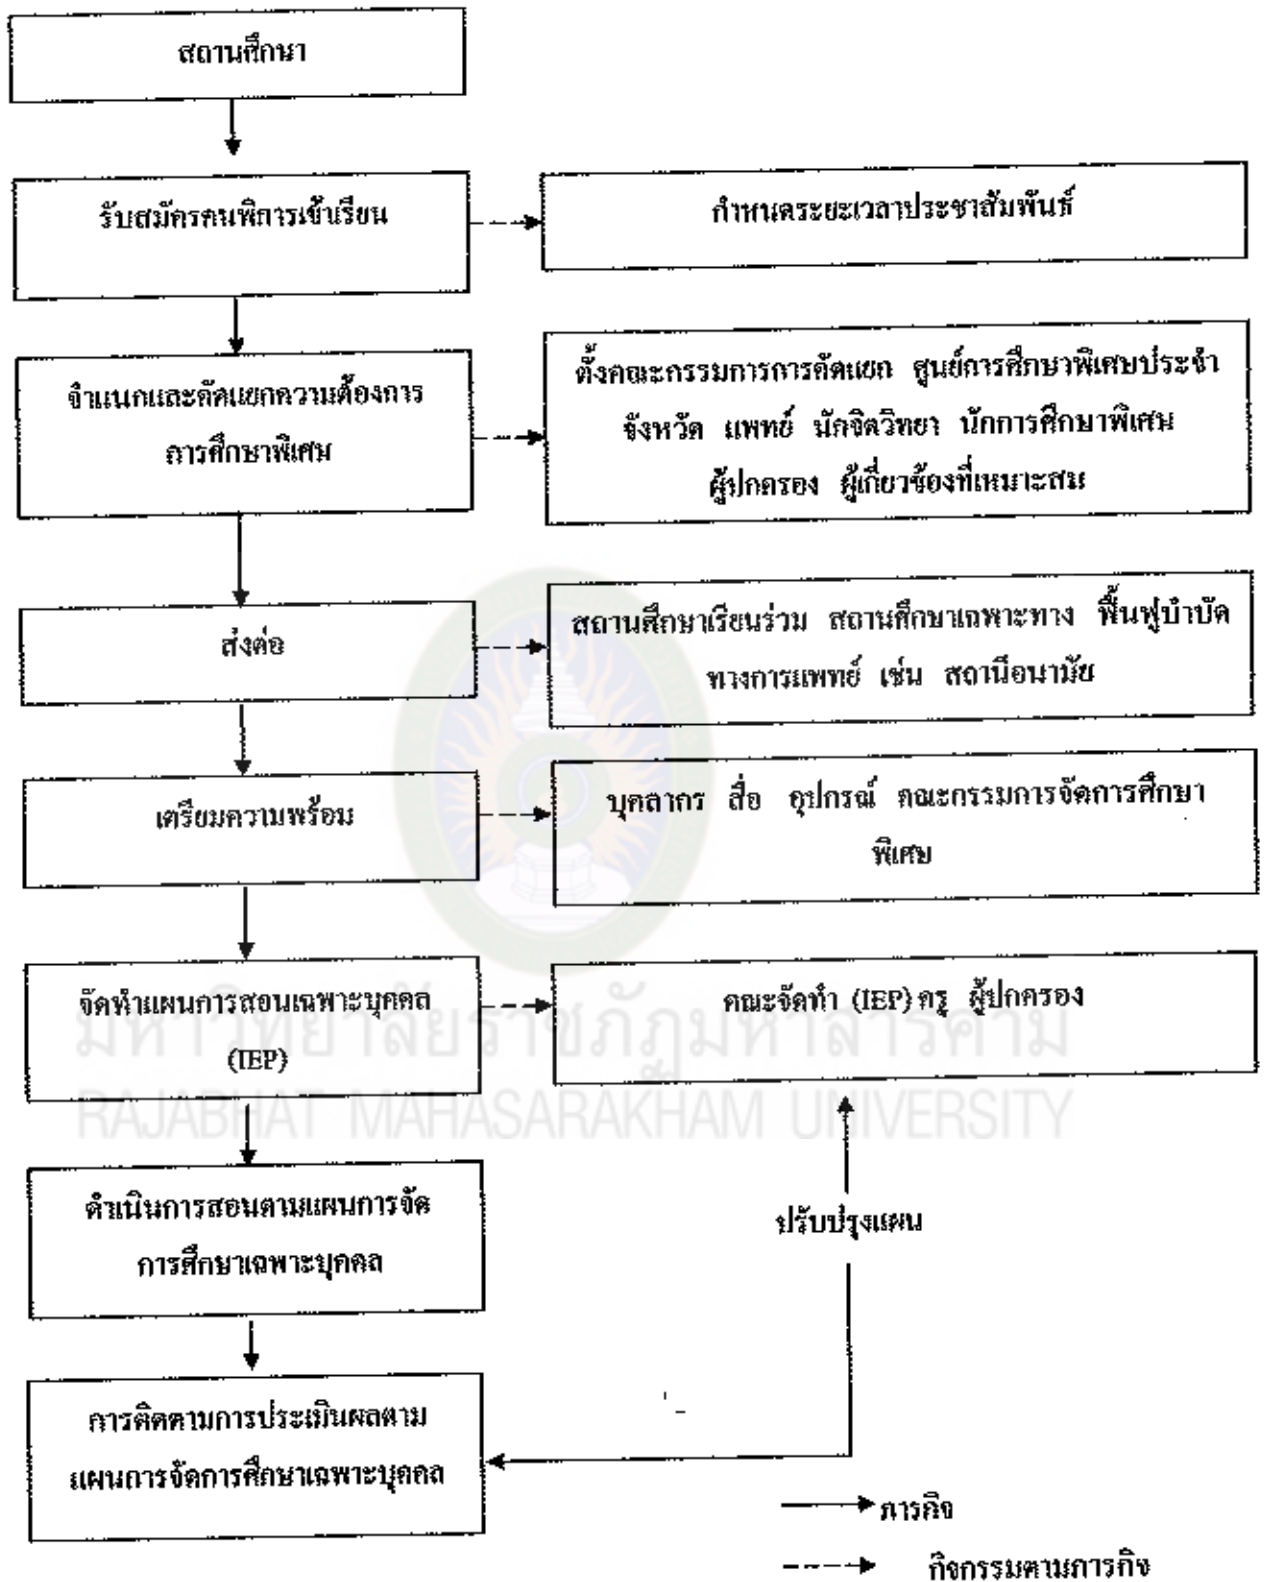 สถานศึกษา
รับสมัครคนพิการเข้าเรียน
กำหนดระยะเวลาประชาสัมพันธ์
จำแนกและคัดแยกความต้องการ
การศึกษาพิเศษ
ตั้งคณะกรรมการการคัดแยก ศูนย์การศึกษาพิเศษประจำ
จังหวัด แพทย์ นักจิตวิทยา นักการศึกษาพิเศษ
ผู้ปกครอง ผู้เกี่ยวข้องที่เหมาะสม
ส่งต่อ
สถานศึกษาเรียนร่วม สถานศึกษาเฉพาะทาง ฟื้นฟูบำบัด
ทางการแพทย์ เช่น สถานีอนามัย
เตรียมความพร้อม
บุคลากร สื่อ อุปกรณ์ คณะกรรมการจัดการศึกษา
พิเศษ
จัดทำแผนการสอนเฉพาะบุคคล
(IEP)
คณะจัดทำ (IEP) ครู ผู้ปกครอง
มหาวิทยาลัยราชภัฏมหาสารคาม
RAJABHAT MAHASARAKHAM UNIVERSITY
ดำเนินการสอนตามแผนการจัด
การศึกษาเฉพาะบุคคล
ปรับปรุงแผน
การติดตามการประเมินผลตาม
แผนการจัดการศึกษาเฉพาะบุคคล
ภารกิจ
กิจกรรมตามภารกิจ